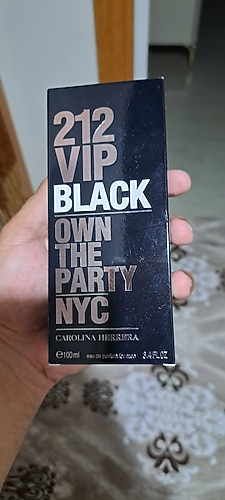 212
VIP
BLACK
OWN
THE
PARTY
NYC
CAROLINA HERRERA
℮100ml eau de parfum for men 3.4 FL.OZ